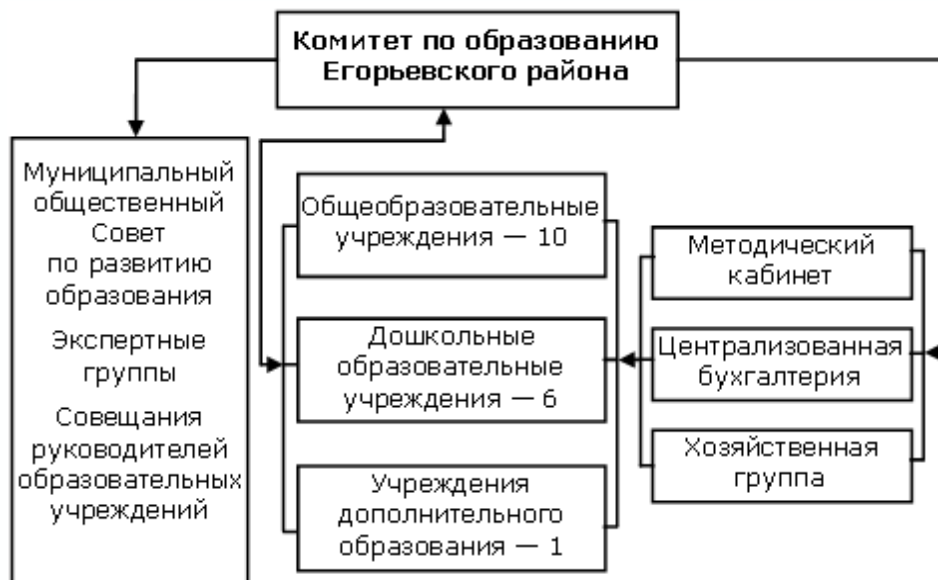 Комитет по образованию
Егорьевского района
Муниципальный
общественный
Совет
по развитию
образования
Экспертные
группы
Совещания
руководителей
образовательных
учреждений
Общеобразовательные
учреждения — 10
Дошкольные
образовательные
учреждения — 6
Учреждения
дополнительного
образования — 1
Методический
кабинет
Централизованная
бухгалтерия
Хозяйственная
группа